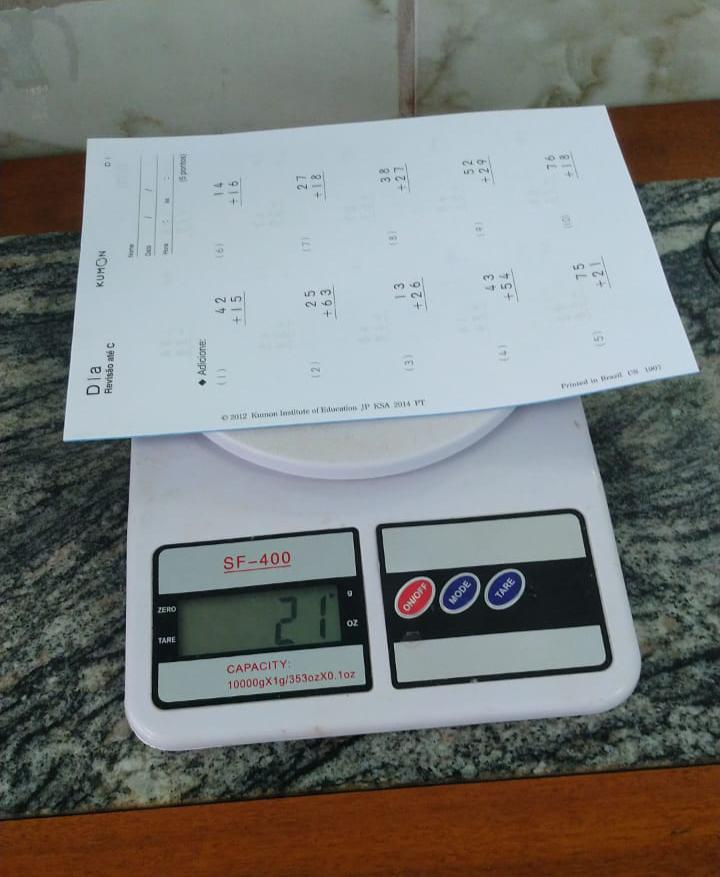 D1a
Revisão até C
KUMON
D 1
Nome
Data / /
Hora : às :
◆ Adicione:
(5 pontos)
(1) 42
+15
(2) 25
+63
(3) 13
+26
(4) 43
+54
(5) 75
+21
(6) 14
+16
(7) 27
+18
(8) 38
+27
(9) 52
+29
(10) 76
+18
© 2012 Kumon Institute of Education JP KSA 2014 PT
Printed in Brazil
SF-400
ZERO
TARE
21
g
OZ
CAPACITY:
10000gX1g/353ozX0.1oz
ON/OFF
MODE
TARE